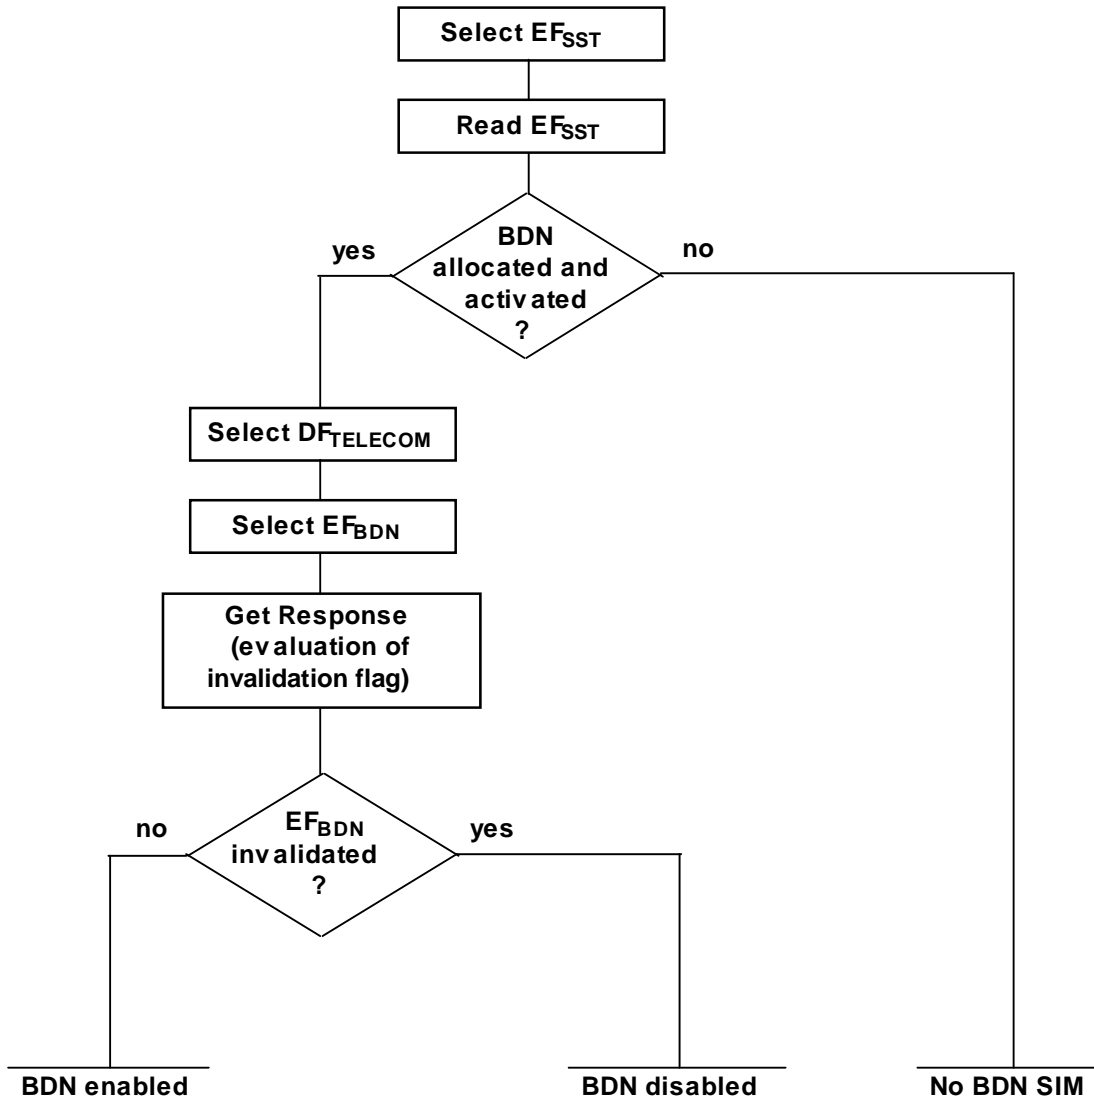 Select EFSST
Read EFSST
yes
BDN
allocated and
activated
?
no
Select DFTELECOM
Select EFBDN
Get Response
(evaluation of
invalidation flag)
no
EFBDN
invalidated
?
yes
BDN enabled
BDN disabled
No BDN SIM